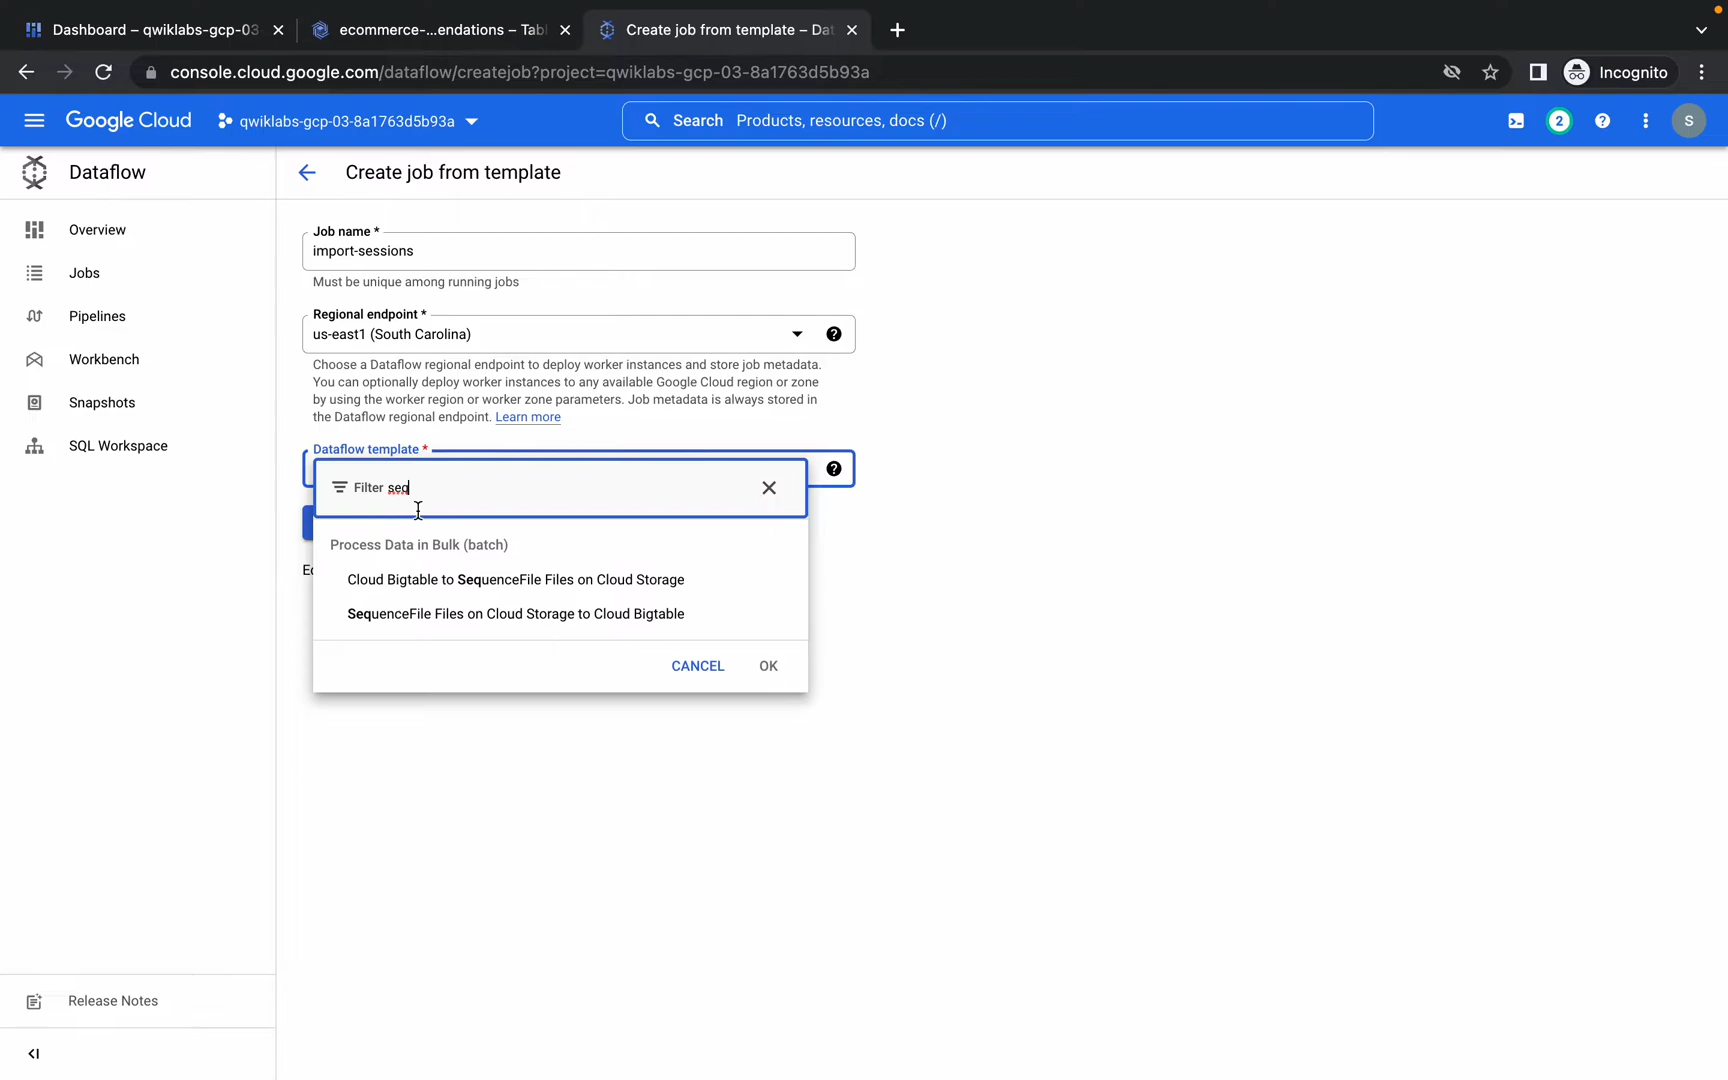 Dashboard – qwiklabs-gcp-03
ecommerce-...endations – Tab
Create job from template – Dat
console.cloud.google.com/dataflow/createjob?project=qwiklabs-gcp-03-8a1763d5b93a
Incognito
Google Cloud
qwiklabs-gcp-03-8a1763d5b93a
Search Products, resources, docs (/)
2
S
Dataflow
Create job from template
Overview
Jobs
Pipelines
Workbench
Snapshots
SQL Workspace
Release Notes
Job name *
import-sessions
Must be unique among running jobs
Regional endpoint *
us-east1 (South Carolina)
Choose a Dataflow regional endpoint to deploy worker instances and store job metadata.
You can optionally deploy worker instances to any available Google Cloud region or zone
by using the worker region or worker zone parameters. Job metadata is always stored in
the Dataflow regional endpoint. Learn more
Dataflow template *
Filter seq
Process Data in Bulk (batch)
Cloud Bigtable to SequenceFile Files on Cloud Storage
SequenceFile Files on Cloud Storage to Cloud Bigtable
CANCEL OK